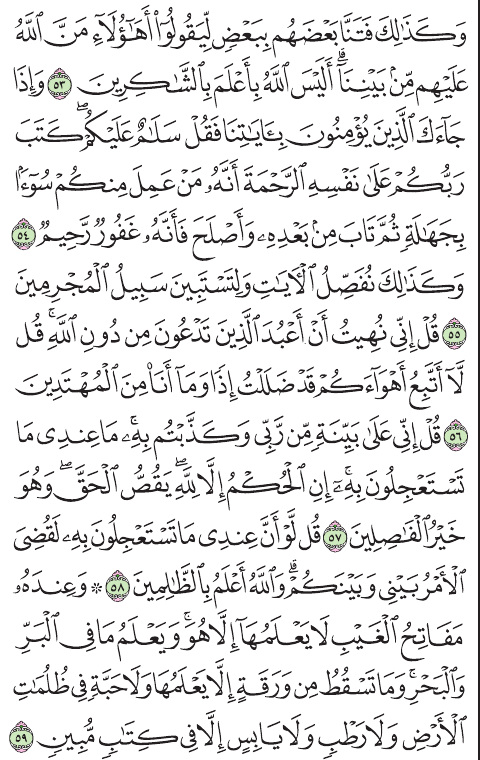 وَكَذَٰلِكَ فَتَنَّا بَعْضَهُم بِبَعْضٍ لِّيَقُولُوٓا۟ أَهَٰٓؤُلَآءِ مَنَّ ٱللَّهُ
عَلَيْهِم مِّنۢ بَيْنِنَآ ۗ أَلَيْسَ ٱللَّهُ بِأَعْلَمَ بِٱلشَّٰكِرِينَ ٥٣ وَإِذَا
جَآءَكَ ٱلَّذِينَ يُؤْمِنُونَ بِـَٔايَٰتِنَا فَقُلْ سَلَٰمٌ عَلَيْكُمْ ۖ كَتَبَ
رَبُّكُمْ عَلَىٰ نَفْسِهِ ٱلرَّحْمَةَ أَنَّهُۥ مَنْ عَمِلَ مِنكُمْ سُوٓءًۢا
بِجَهَٰلَةٍ ثُمَّ تَابَ مِنۢ بَعْدِهِۦ وَأَصْلَحَ فَأَنَّهُۥ غَفُورٌ رَّحِيمٌ ٥٤
وَكَذَٰلِكَ نُفَصِّلُ ٱلْـَٔايَٰتِ وَلِتَسْتَبِينَ سَبِيلُ ٱلْمُجْرِمِينَ
٥٥ قُلْ إِنِّى نُهِيتُ أَنْ أَعْبُدَ ٱلَّذِينَ تَدْعُونَ مِن دُونِ ٱللَّهِ ۚ قُل
لَّآ أَتَّبِعُ أَهْوَآءَكُمْ ۙ قَدْ ضَلَلْتُ إِذًا وَمَآ أَنَا۠ مِنَ ٱلْمُهْتَدِينَ
٥٦ قُلْ إِنِّى عَلَىٰ بَيِّنَةٍ مِّن رَّبِّى وَكَذَّبْتُم بِهِۦ ۚ مَا عِندِى مَا
تَسْتَعْجِلُونَ بِهِۦٓ ۚ إِنِ ٱلْحُكْمُ إِلَّا لِلَّهِ ۖ يَقُصُّ ٱلْحَقَّ ۖ وَهُوَ
خَيْرُ ٱلْفَٰصِلِينَ ٥٧ قُل لَّوْ أَنَّ عِندِى مَا تَسْتَعْجِلُونَ بِهِۦ لَقُضِىَ
ٱلْأَمْرُ بَيْنِى وَبَيْنَكُمْ ۗ وَٱللَّهُ أَعْلَمُ بِٱلظَّٰلِمِينَ ٥٨ ۞ وَعِندَهُۥ
مَفَاتِحُ ٱلْغَيْبِ لَا يَعْلَمُهَآ إِلَّا هُوَ ۚ وَيَعْلَمُ مَا فِى ٱلْبَرِّ
وَٱلْبَحْرِ ۚ وَمَا تَسْقُطُ مِن وَرَقَةٍ إِلَّا يَعْلَمُهَا وَلَا حَبَّةٍ فِى ظُلُمَٰتِ
ٱلْأَرْضِ وَلَا رَطْبٍ وَلَا يَابِسٍ إِلَّا فِى كِتَٰبٍ مُّبِينٍ ٥٩